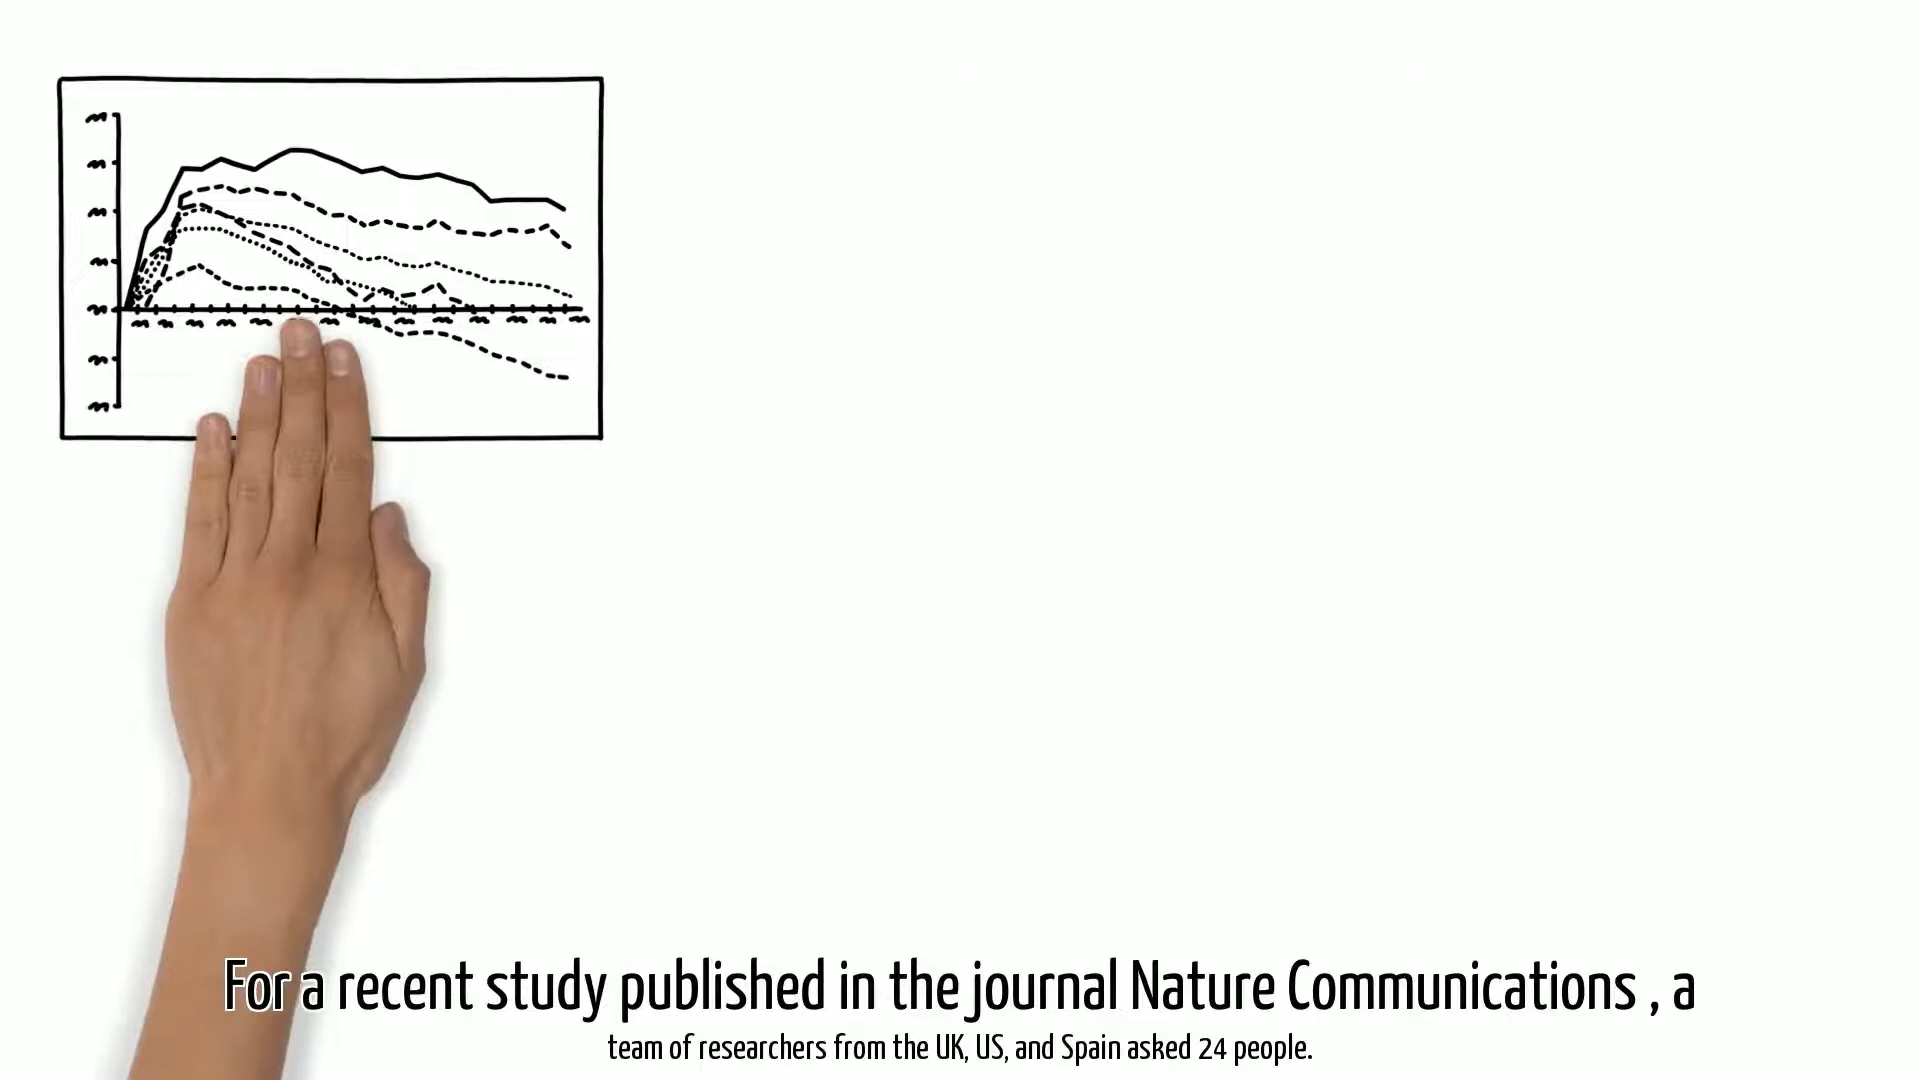 For a recent study published in the journal Nature Communications , a
team of researchers from the UK, US, and Spain asked 24 people.